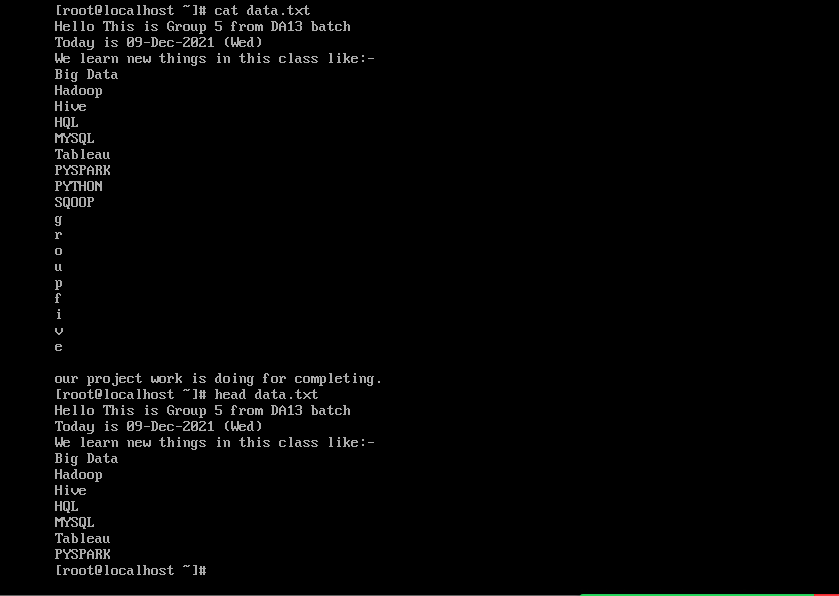 [root@localhost ~]# cat data.txt
Hello This is Group 5 from DA13 batch
Today is 09-Dec-2021 (Wed)
We learn new things in this class like:-
Big Data
Hadoop
Hive
HQL
MYSQL
Tableau
PYSPARK
PYTHON
SQOOP
g
r
o
u
p
f
i
v
e

our project work is doing for completing.
[root@localhost ~]# head data.txt
Hello This is Group 5 from DA13 batch
Today is 09-Dec-2021 (Wed)
We learn new things in this class like:-
Big Data
Hadoop
Hive
HQL
MYSQL
Tableau
PYSPARK
[root@localhost ~]#